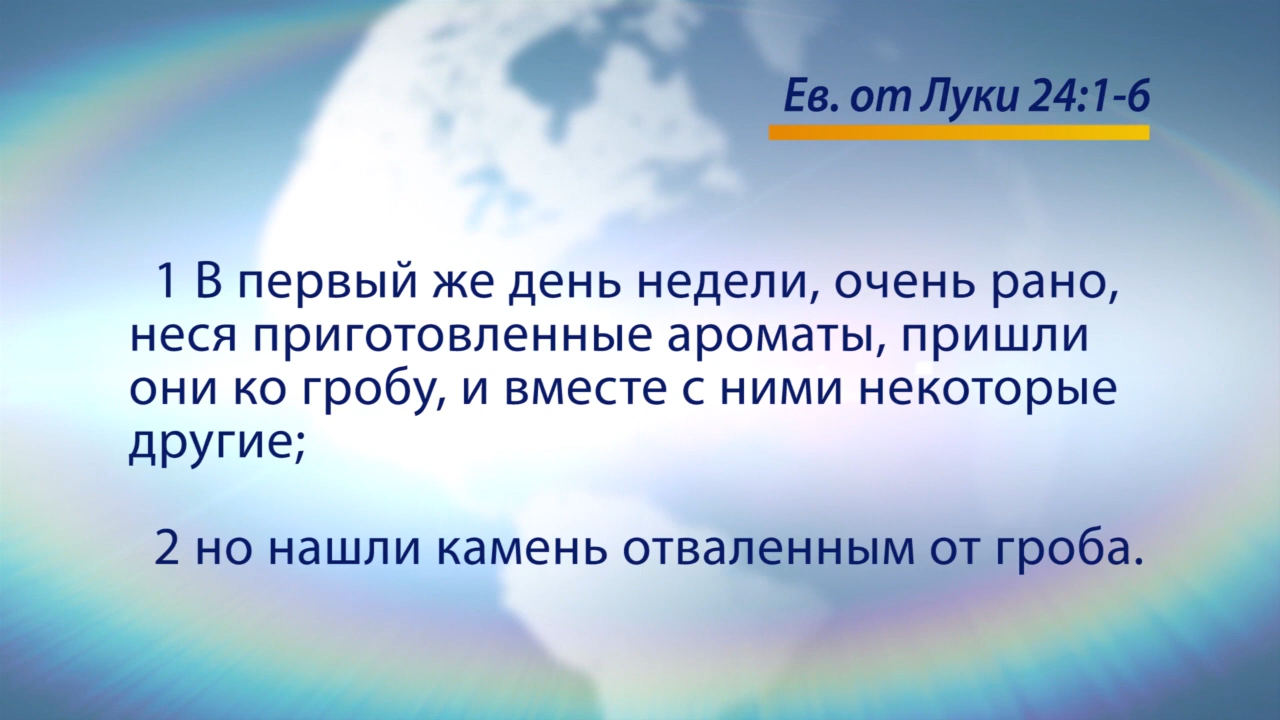 Ев. от Луки 24:1-6
1 В первый же день недели, очень рано,
неся приготовленные ароматы, пришли
они ко гробу, и вместе с ними некоторые
другие;
2 но нашли камень отваленным от гроба.